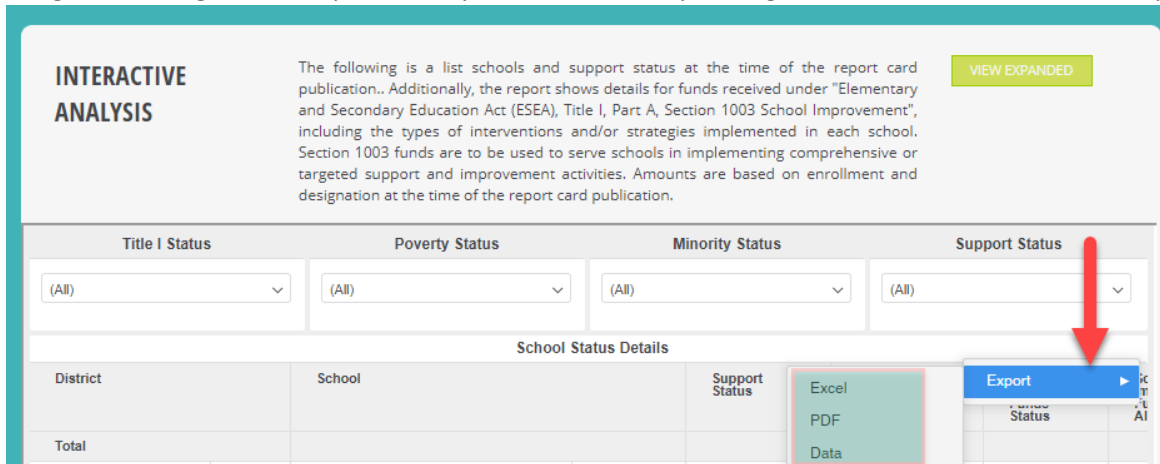 INTERACTIVE
ANALYSIS
The following is a list schools and support status at the time of the report card
publication.. Additionally, the report shows details for funds received under "Elementary
and Secondary Education Act (ESEA), Title I, Part A, Section 1003 School Improvement",
including the types of interventions and/or strategies implemented in each school.
Section 1003 funds are to be used to serve schools in implementing comprehensive or
targeted support and improvement activities. Amounts are based on enrollment and
designation at the time of the report card publication.
VIEW EXPANDED
Title I Status Poverty Status Minority Status Support Status
(All) (All) (All) (All)
School Status Details
District School Support
Status
Export
Excel
PDF
Data
Status
Total